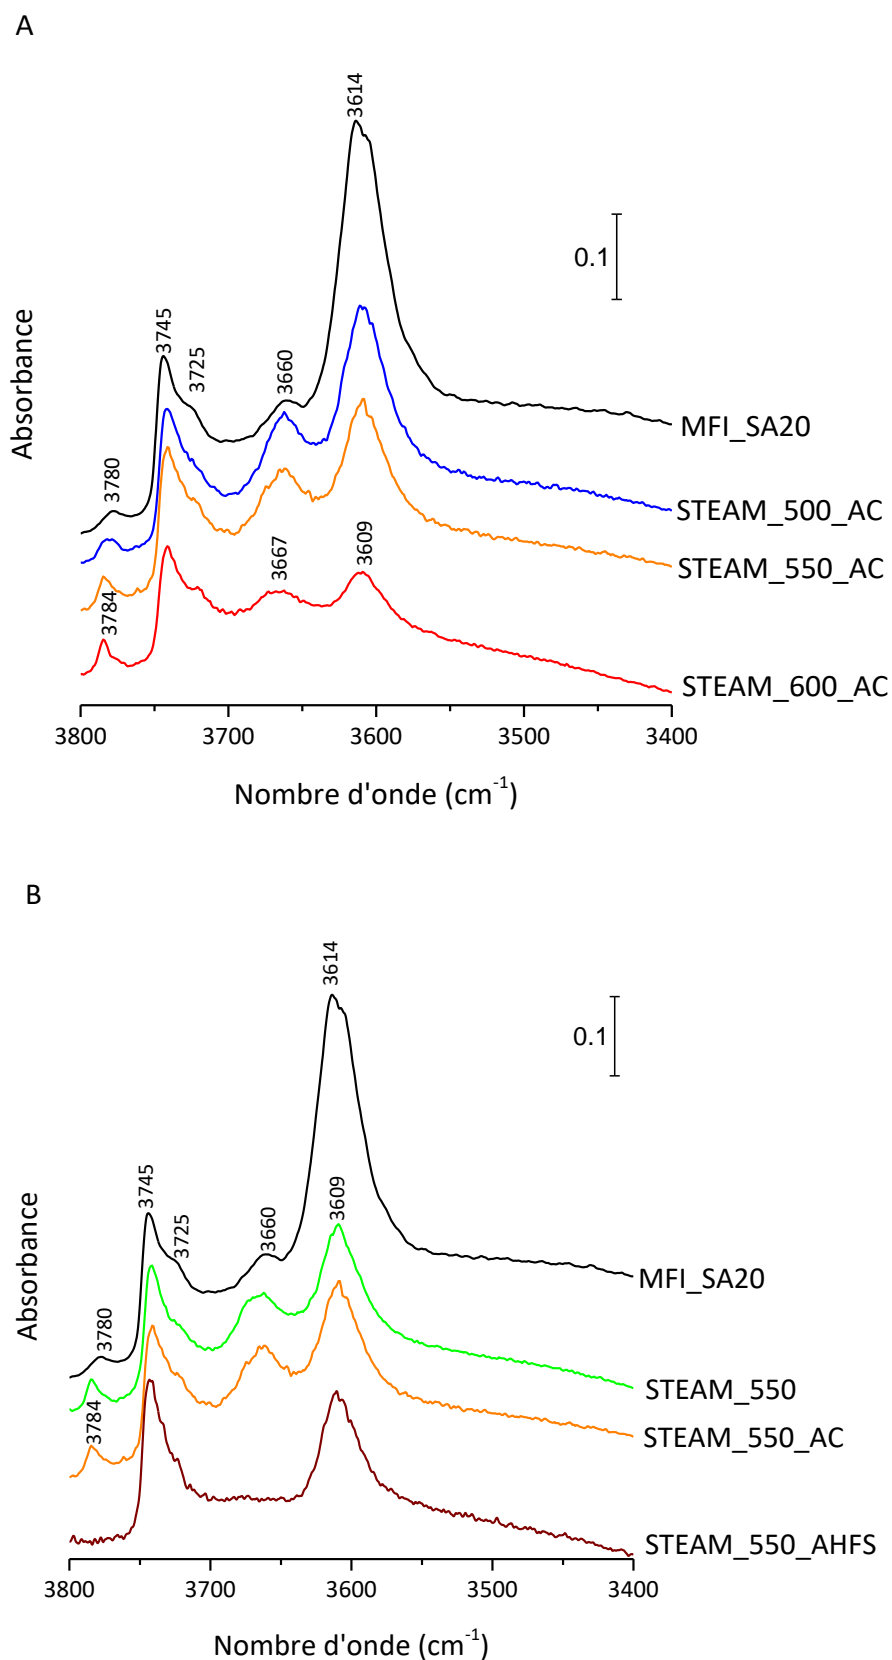 A
3614
0.1
3745
3725
3660
3780
MFI_SA20
STEAM_500_AC
STEAM_550_AC
3667
3609
3784
STEAM_600_AC
Absorbance
3800
3700
3600
3500
3400
Nombre d'onde (cm-1)
B
3614
0.1
3745
3725
3660
3609
3780
MFI_SA20
STEAM_550
3784
STEAM_550_AC
STEAM_550_AHFS
Absorbance
3800
3700
3600
3500
3400
Nombre d'onde (cm-1)